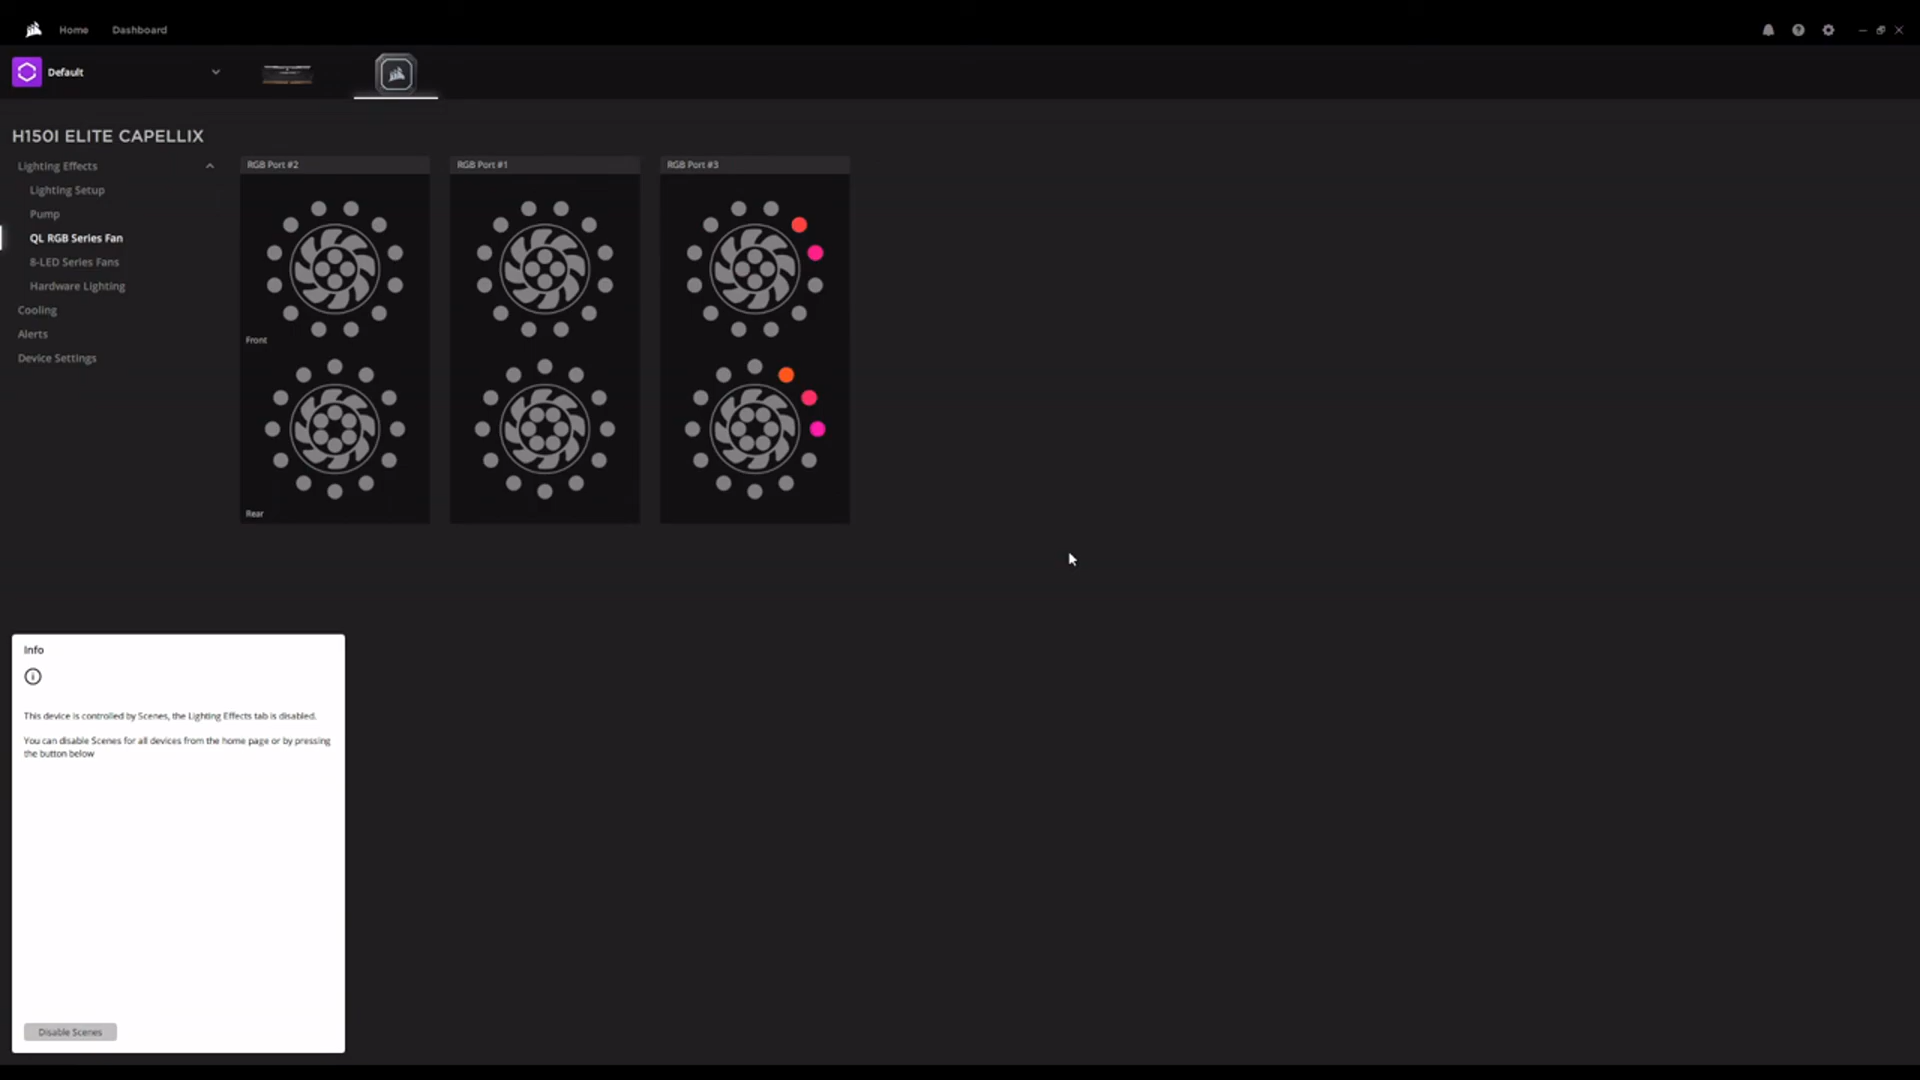 Home
Dashboard
Default
H150I ELITE CAPELLIX
Lighting Effects
Lighting Setup
Pump
QL RGB Series Fan
8-LED Series Fans
Hardware Lighting
Cooling
Alerts
Device Settings
RGB Port #2
RGB Port #1
RGB Port #3
Front
Rear
Info
This device is controlled by Scenes, the Lighting Effects tab is disabled.
You can disable Scenes for all devices from the home page or by pressing
the button below
Disable Scenes